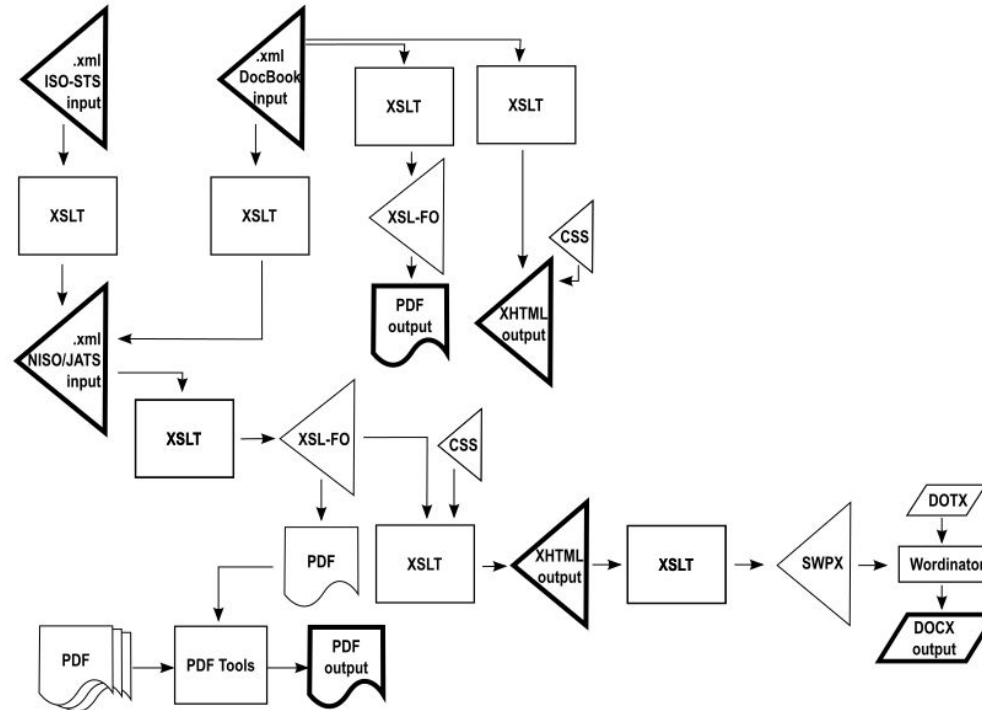 .xml
ISO-STS
input
.xml
DocBook
input
XSLT
XSLT
XSLT
XSLT
XSL-FO
CSS
PDF
output
XHTML
output
.xml
NISO/JATS
input
XSLT
XSL-FO
CSS
PDF
XSLT
XHTML
output
XSLT
SWPX
DOTX
Wordinator
DOCX
output
PDF
PDF Tools
PDF
output